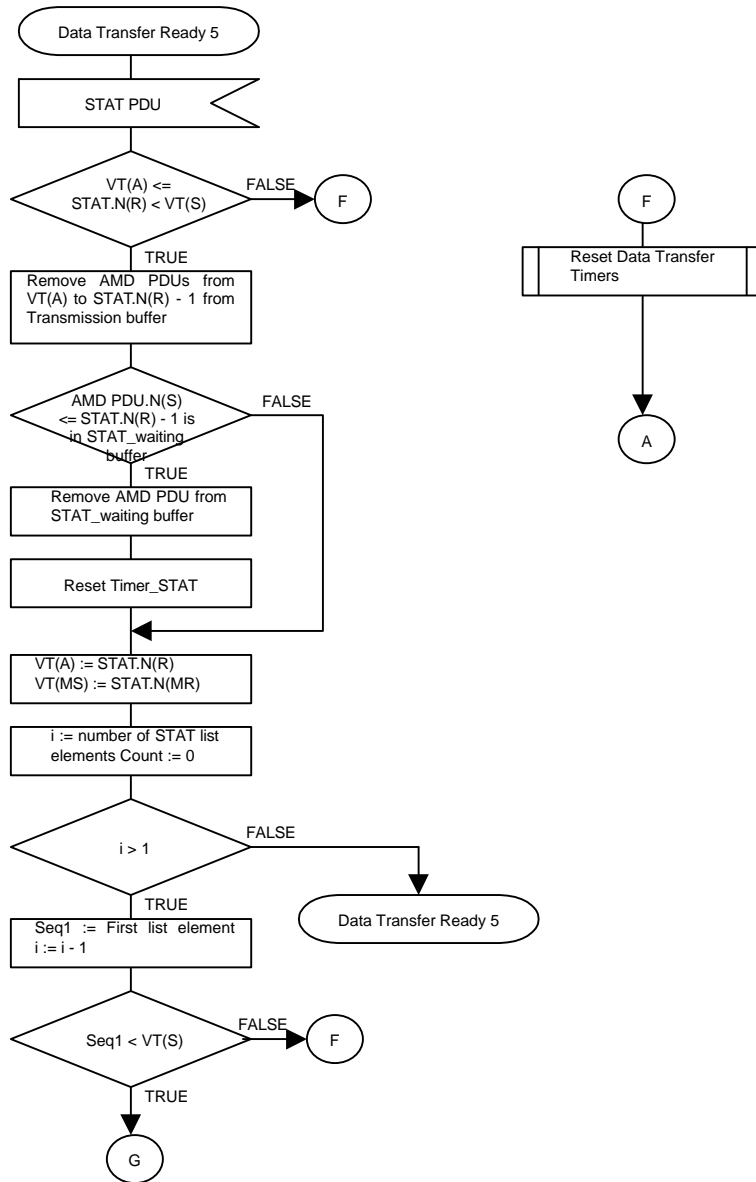 Data Transfer Ready 5
STAT PDU
VT(A) <=
STAT.N(R) < VT(S)
FALSE
F
TRUE
Remove AMD PDUs from
VT(A) to STAT.N(R) - 1 from
Transmission buffer
AMD PDU.N(S)
<= STAT.N(R) - 1 is
in STAT_waiting
buffer
FALSE
TRUE
Remove AMD PDU from
STAT_waiting buffer
Reset Timer_STAT
VT(A) := STAT.N(R)
VT(MS) := STAT.N(MR)
i := number of STAT list
elements Count := 0
i > 1
FALSE
Data Transfer Ready 5
TRUE
Seq1 := First list element
i := i - 1
Seq1 < VT(S)
FALSE
F
TRUE
G
F
Reset Data Transfer
Timers
A